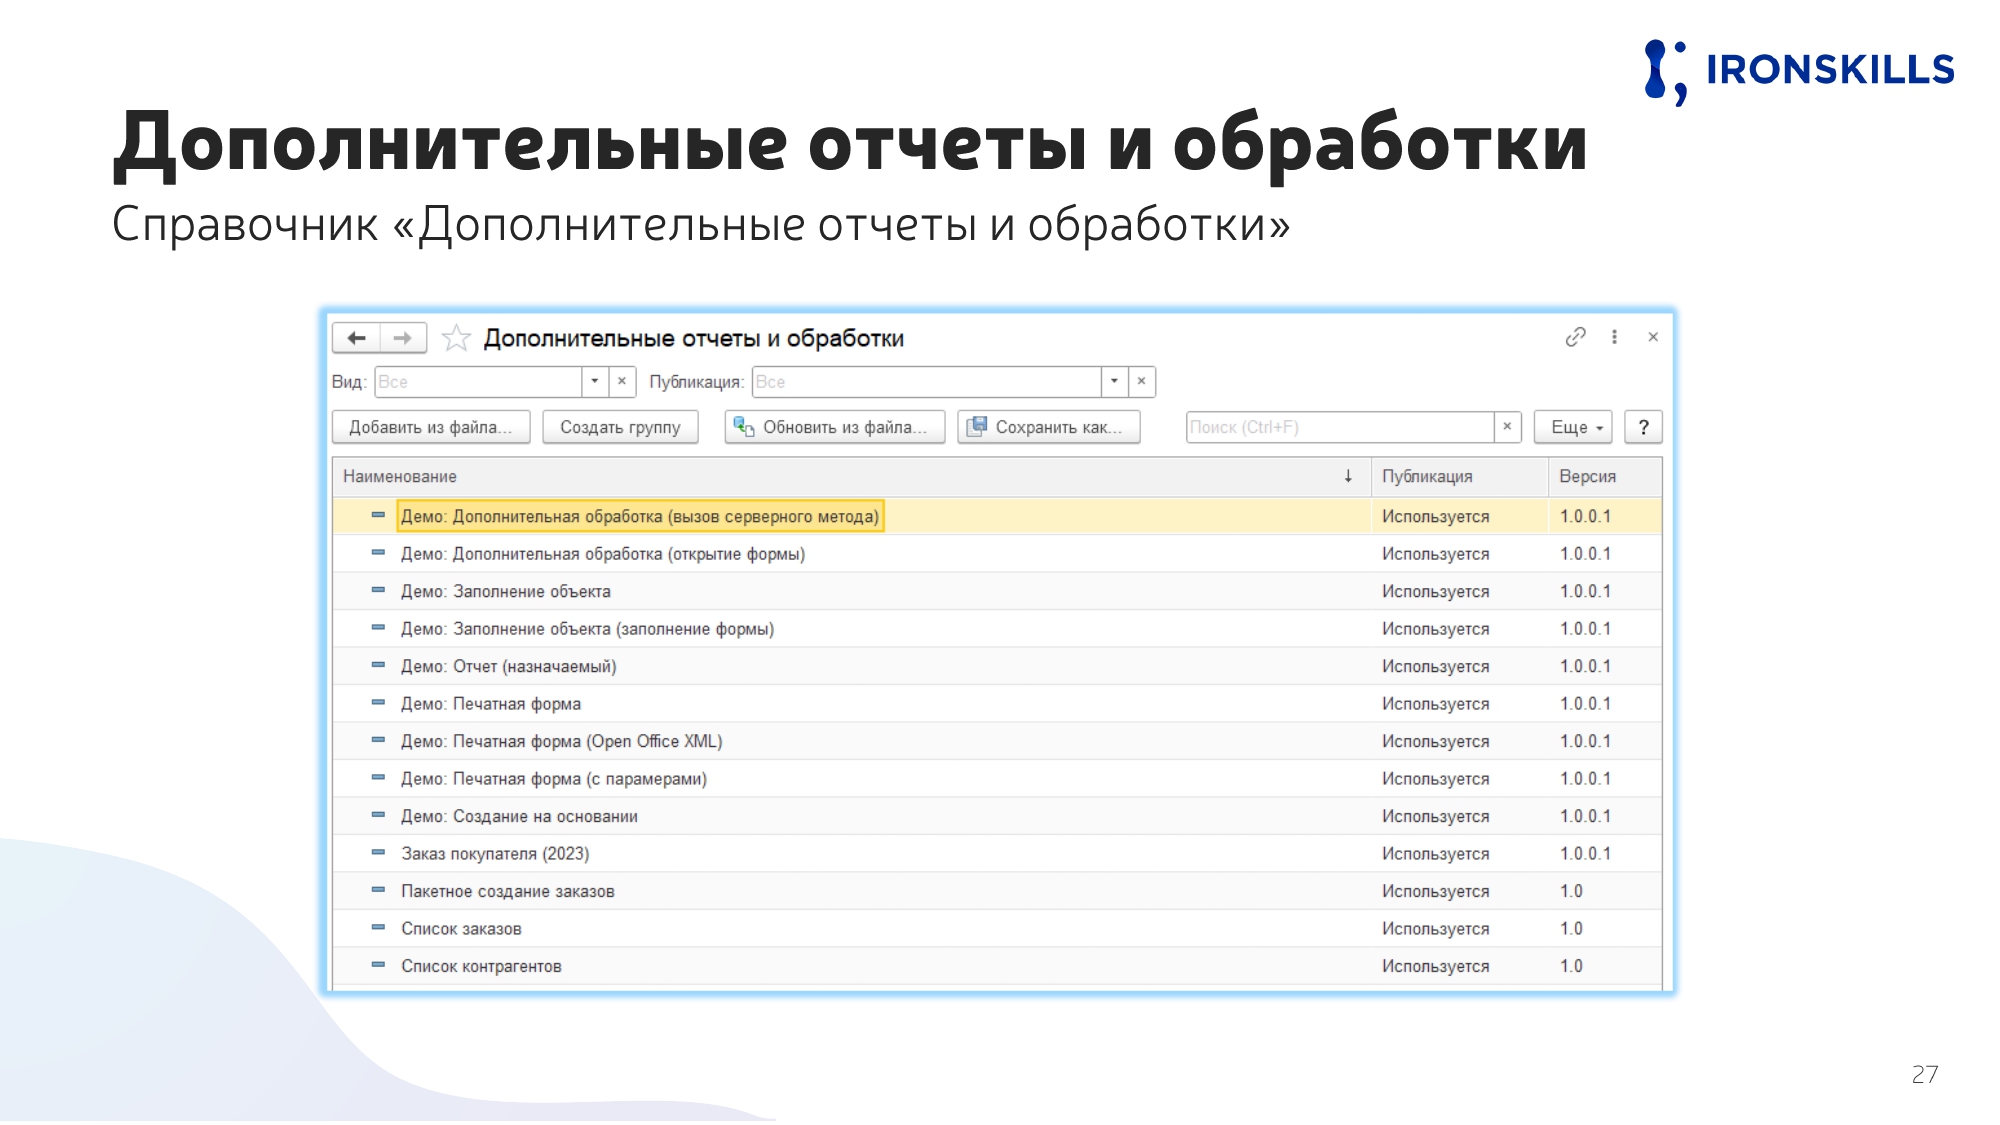 IRONSKILLS
Дополнительные отчеты и обработки
Справочник «Дополнительные отчеты и обработки»
Дополнительные отчеты и обработки
Вид: Все Публикация: Все
Добавить из файла... Создать группу Обновить из файла... Сохранить как... Поиск (Ctrl+F) Еще ?
Наименование Публикация Версия
Демо: Дополнительная обработка (вызов серверного метода) Используется 1.0.0.1
Демо: Дополнительная обработка (открытие формы) Используется 1.0.0.1
Демо: Заполнение объекта Используется 1.0.0.1
Демо: Заполнение объекта (заполнение формы) Используется 1.0.0.1
Демо: Отчет (назначаемый) Используется 1.0.0.1
Демо: Печатная форма Используется 1.0.0.1
Демо: Печатная форма (Open Office XML) Используется 1.0.0.1
Демо: Печатная форма (с парамерами) Используется 1.0.0.1
Демо: Создание на основании Используется 1.0.0.1
Заказ покупателя (2023) Используется 1.0.0.1
Пакетное создание заказов Используется 1.0
Список заказов Используется 1.0
Список контрагентов Используется 1.0
27